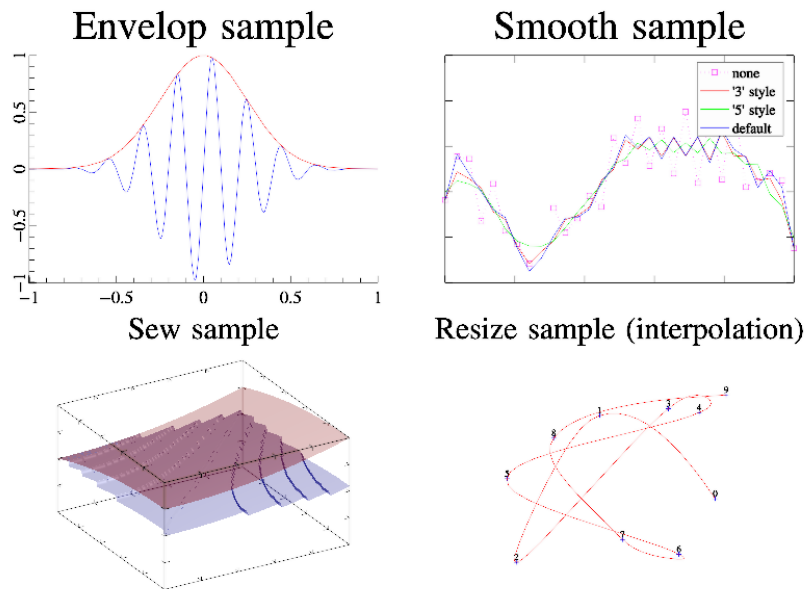 Envelop sample
Smooth sample
1
0.5
0
−0.5
−1
−1
−0.5
0
0.5
1
none
'3' style
'5' style
default
Sew sample
Resize sample (interpolation)
9
3
4
1
8
5
0
7
6
2